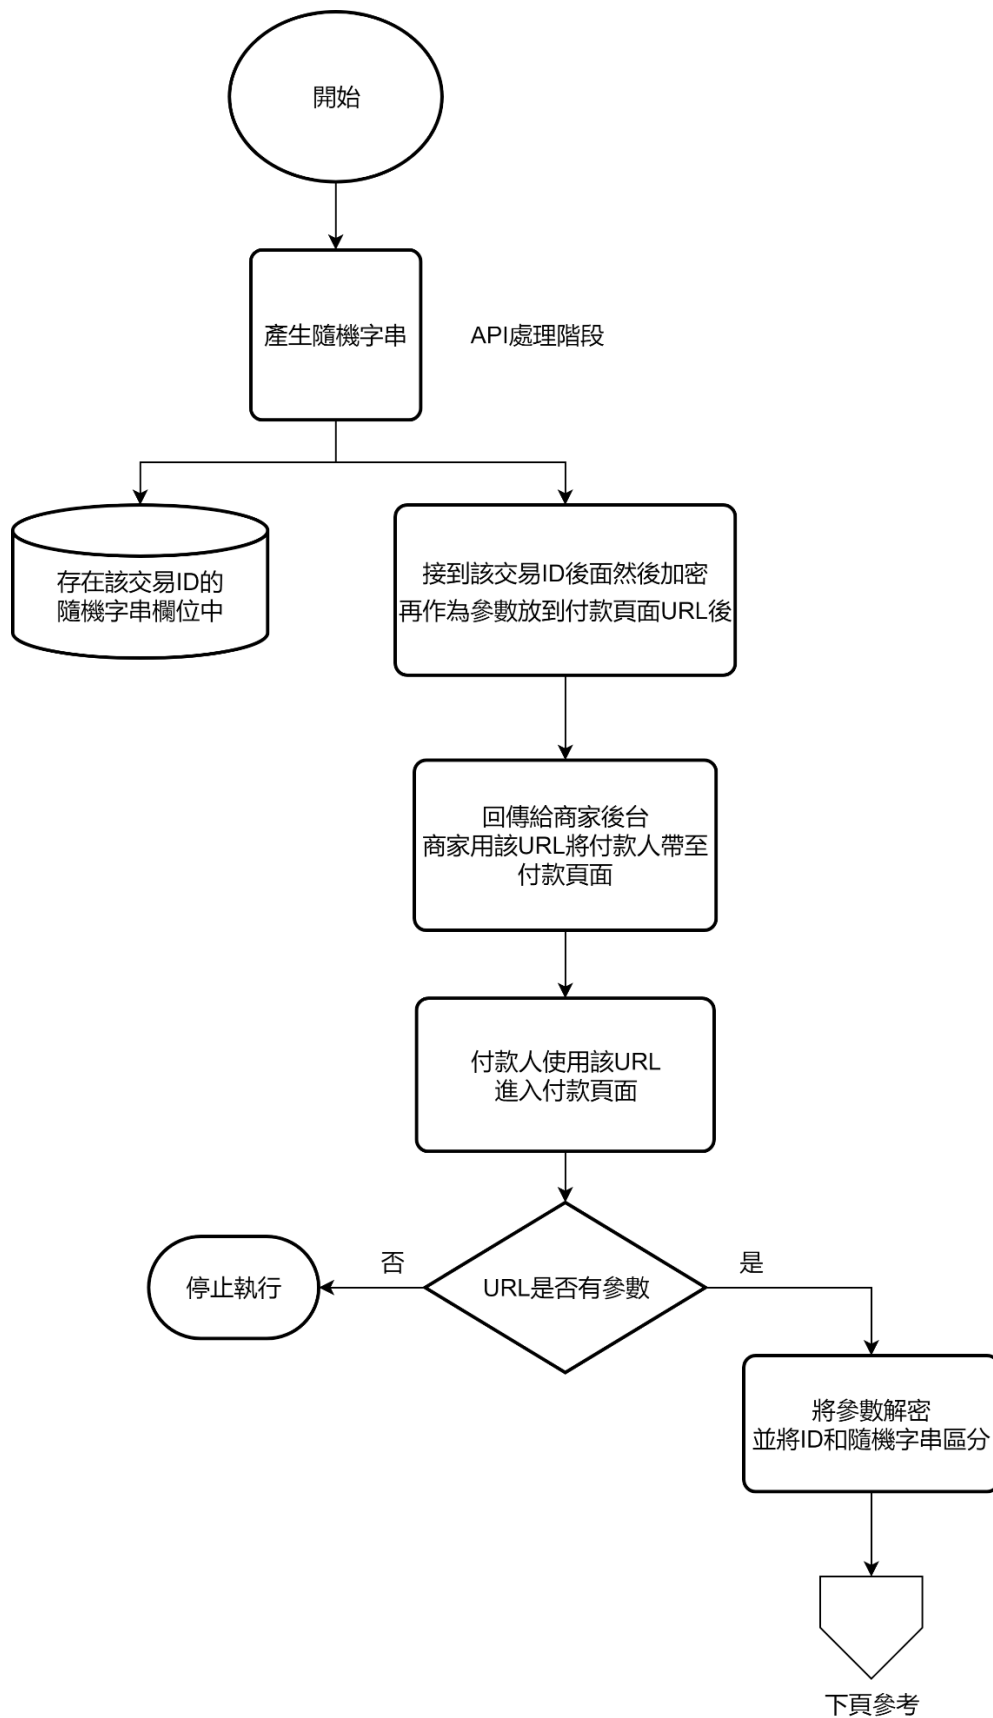 開始
產生隨機字串
API處理階段
存在該交易ID的
隨機字串欄位中
接到該交易ID後面然後加密
再作為參數放到付款頁面URL後
回傳給商家後台
商家用該URL將付款人帶至
付款頁面
付款人使用該URL
進入付款頁面
URL是否有參數
否
是
停止執行
將參數解密
並將ID和隨機字串區分
下頁參考